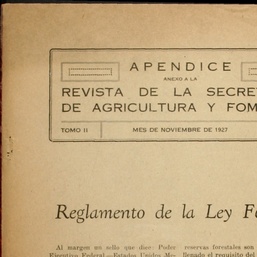 APENDICE
ANEXO A LA
REVISTA DE LA SECRE
DE AGRICULTURA Y FOM
TOMO II
MES DE NOVIEMBRE DE 1927
Reglamento de la Ley F
Al margen un sello que dice: Poder
Ejecutivo Federal.—Estados Unidos Me-
reservas forestales son
llenado el requisito del